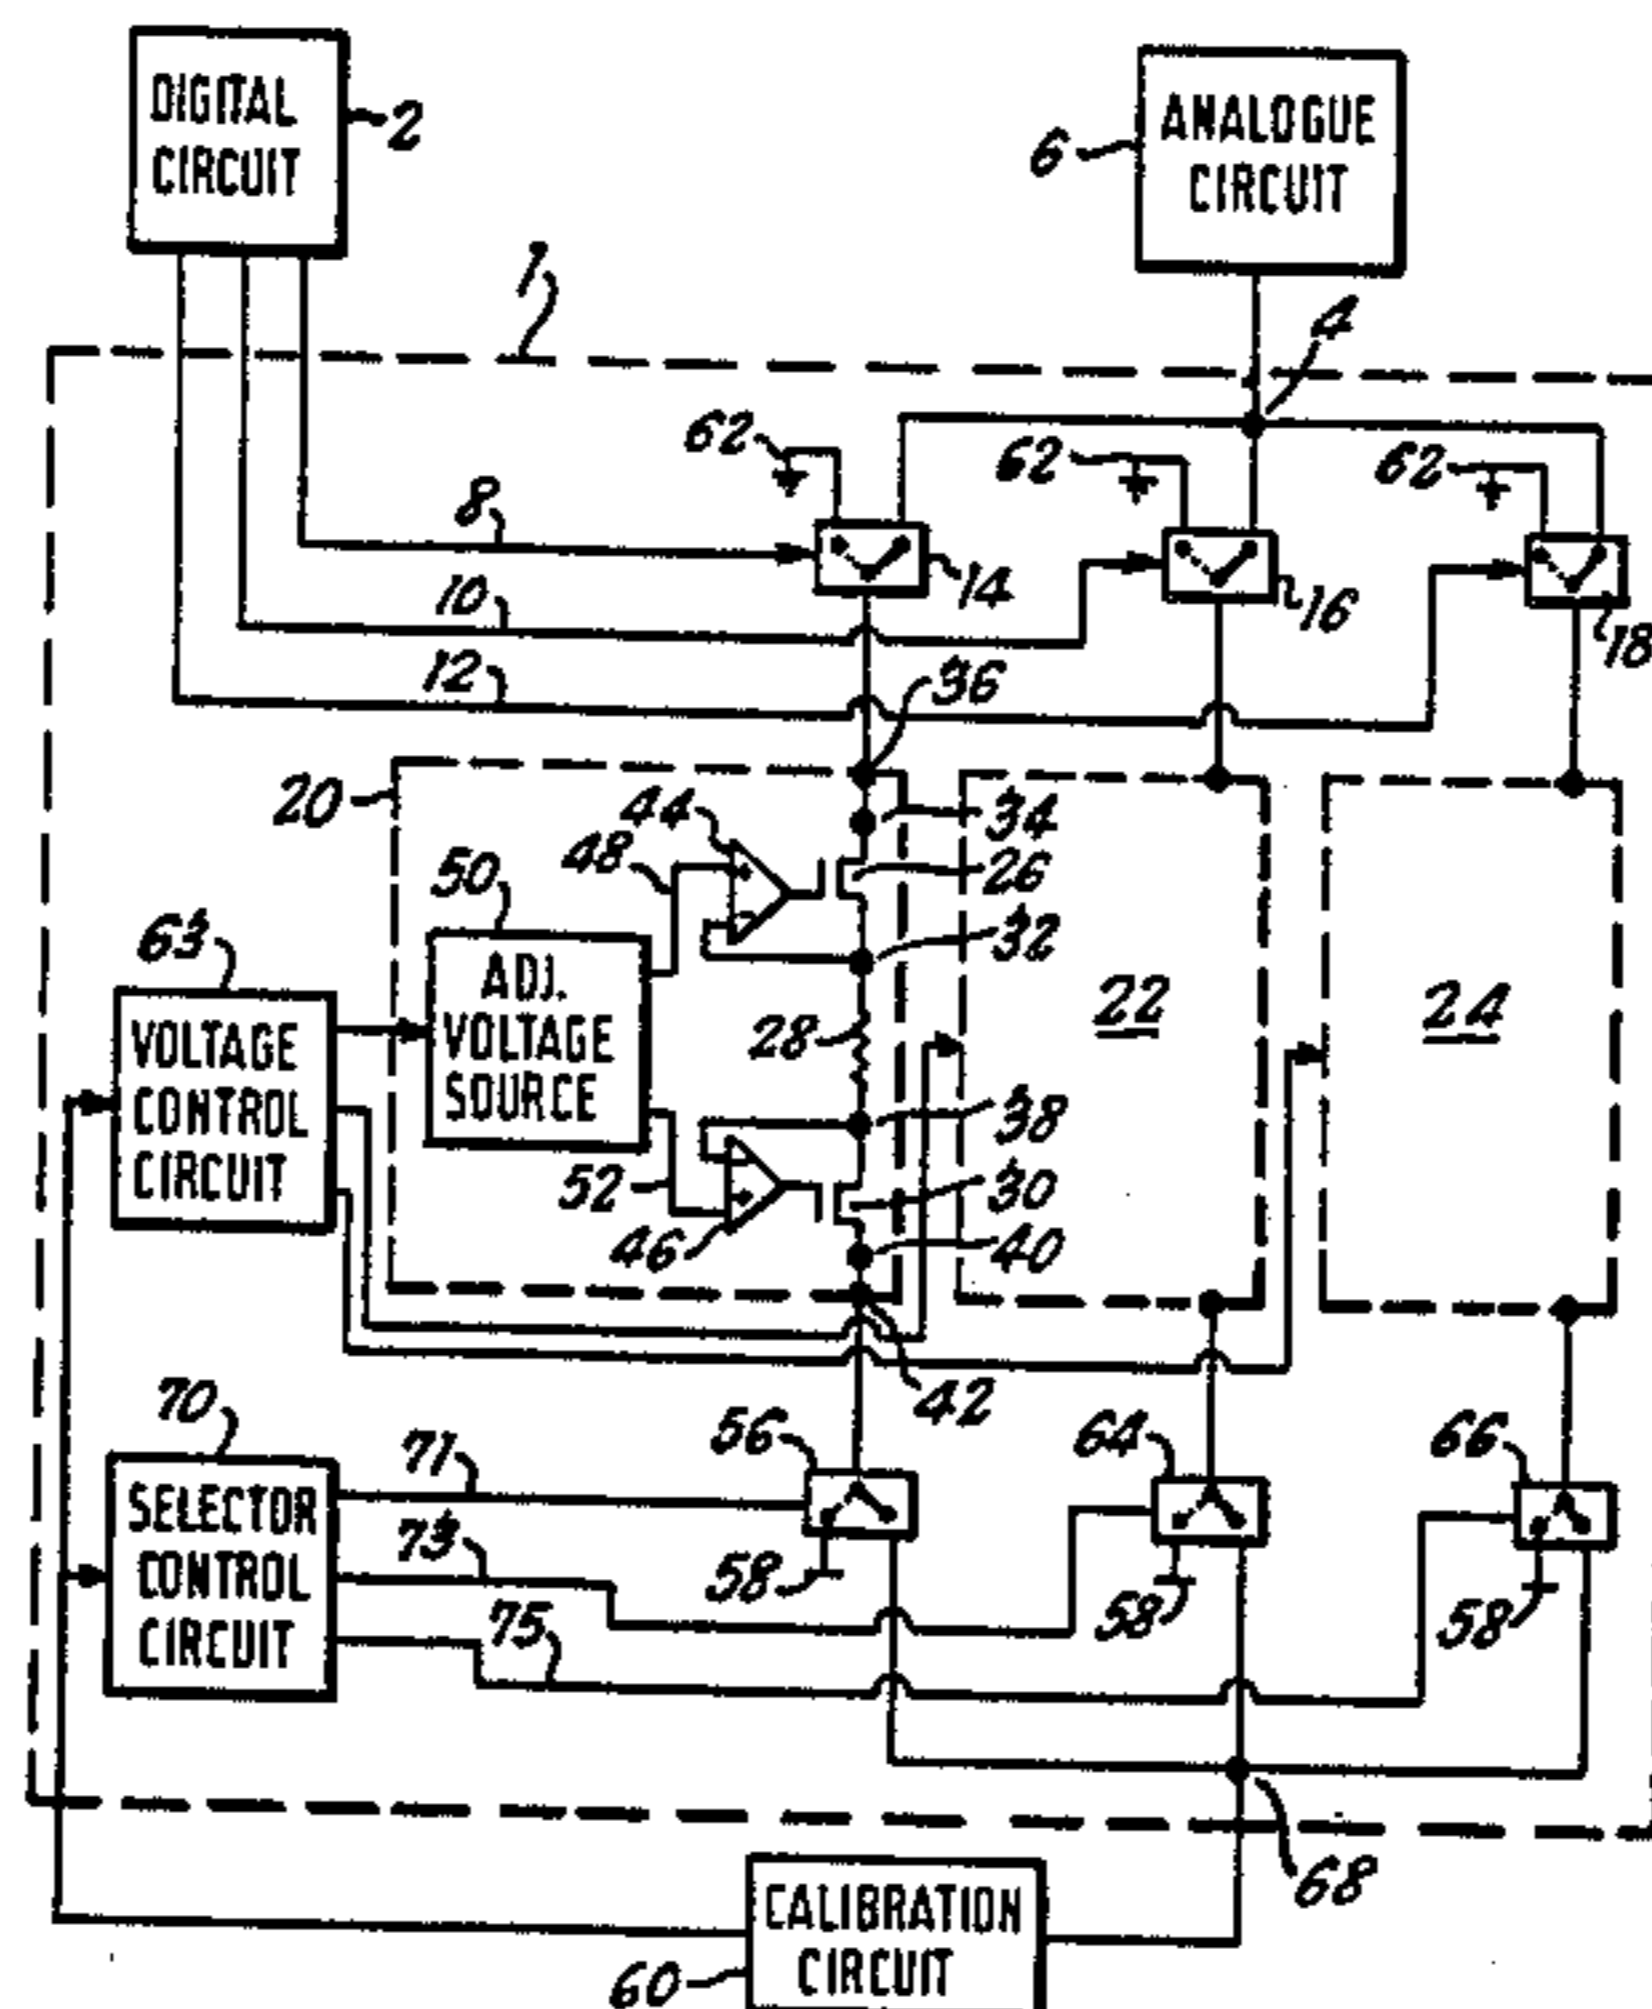 DIGITAL
CIRCUIT
2
ANALOGUE
CIRCUIT
6
1
4
62
62
62
8
14
16
18
10
12
36
20
44
34
48
26
50
32
63
ADJ.
VOLTAGE
SOURCE
28
22
24
VOLTAGE
CONTROL
CIRCUIT
38
52
30
46
40
42
70
56
64
66
71
SELECTOR
CONTROL
CIRCUIT
73
58
58
58
75
68
CALIBRATION
CIRCUIT
60